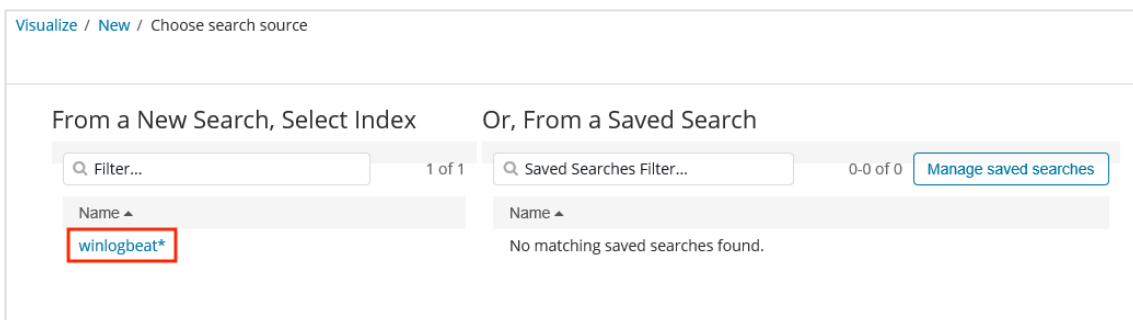 Visualize / New / Choose search source
From a New Search, Select Index
Or, From a Saved Search
Filter...
1 of 1
Saved Searches Filter...
0-0 of 0
Manage saved searches
Name
Name
winlogbeat*
No matching saved searches found.